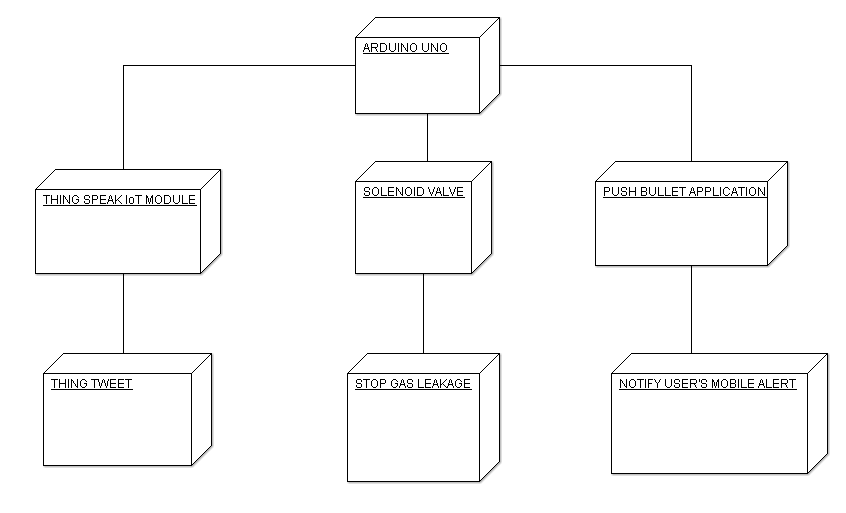 ARDUINO UNO
THING SPEAK IoT MODULE
SOLENOID VALVE
PUSH BULLET APPLICATION
THING TWEET
STOP GAS LEAKAGE
NOTIFY USER'S MOBILE ALERT